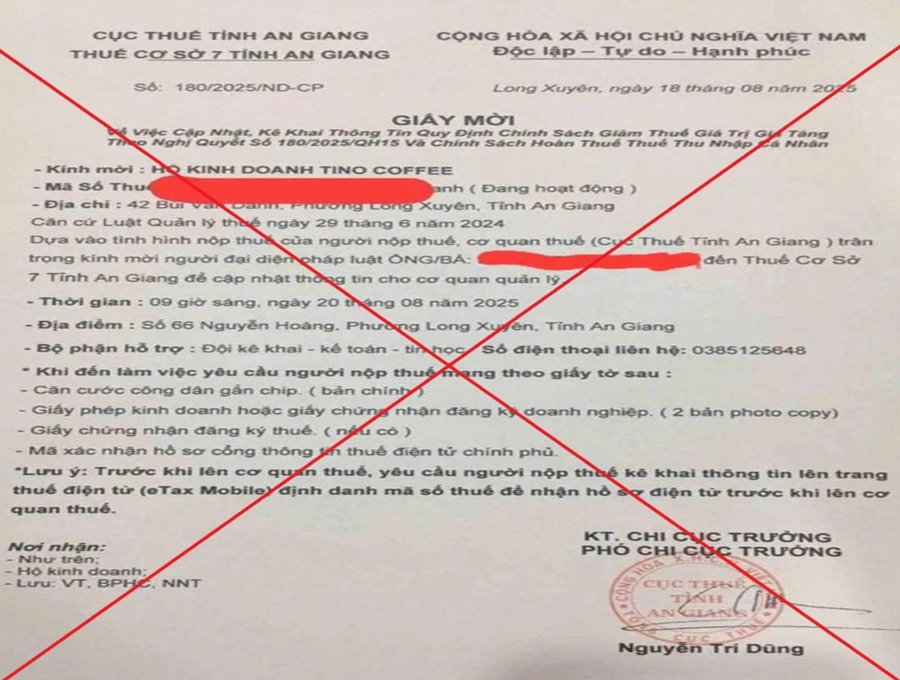 CỤC THUẾ TỈNH AN GIANG
THUẾ CƠ SỞ 7 TỈNH AN GIANG
CỘNG HÒA XÃ HỘI CHỦ NGHĨA VIỆT NAM
Độc lập – Tự do – Hạnh phúc
Số: 180/2025/ND-CP
Long Xuyên, ngày 18 tháng 08 năm 2025
GIẤY MỜI
Về Việc Cập Nhật, Kê Khai Thông Tin Quy Định Chính Sách Giảm Thuế Giá Trị Gia Tăng
Theo Nghị Quyết Số 180/2025/QH15 Và Chính Sách Hoàn Thuế Thuế Thu Nhập Cá Nhân
- Kính mời : HỘ KINH DOANH TINO COFFEE
- Mã Số Thuế anh ( Đang hoạt động )
- Địa chỉ : 42 Bùi Văn Danh, Phường Long Xuyên, Tỉnh An Giang
Căn cứ Luật Quản lý thuế ngày 29 tháng 6 năm 2024
Dựa vào tình hình nộp thuế của người nộp thuế, cơ quan thuế (Cục Thuế Tỉnh An Giang ) trân
trọng kính mời người đại diện pháp luật ÔNG/BÀ: đến Thuế Cơ Sở
7 Tỉnh An Giang để cập nhật thông tin cho cơ quan quản lý.
- Thời gian : 09 giờ sáng, ngày 20 tháng 08 năm 2025
- Địa điểm : Số 66 Nguyễn Hoàng, Phường Long Xuyên, Tỉnh An Giang
- Bộ phận hỗ trợ : Đội kê khai - kế toán - tin học Số điện thoại liên hệ: 0385125648
* Khi đến làm việc yêu cầu người nộp thuế mang theo giấy tờ sau :
- Căn cước công dân gắn chip. ( bản chính )
- Giấy phép kinh doanh hoặc giấy chứng nhận đăng ký doanh nghiệp. ( 2 bản photo copy)
- Giấy chứng nhận đăng ký thuế. ( nếu có )
- Mã xác nhận hồ sơ cổng thông tin thuế điện tử chính phủ.
*Lưu ý: Trước khi lên cơ quan thuế, yêu cầu người nộp thuế kê khai thông tin lên trang
thuế điện tử (eTax Mobile) định danh mã số thuế để nhận hồ sơ điện tử trước khi lên cơ
quan thuế.
KT. CHI CỤC TRƯỞNG
PHÓ CHI CỤC TRƯỞNG
Nơi nhận:
- Như trên;
- Hộ kinh doanh;
- Lưu: VT, BPHC, NNT
CỘNG HÒA X.H.C.N VIỆT
CỤC THUẾ
TỈNH
AN GIANG
TỔNG CỤC THUẾ
Nguyễn Trí Dũng